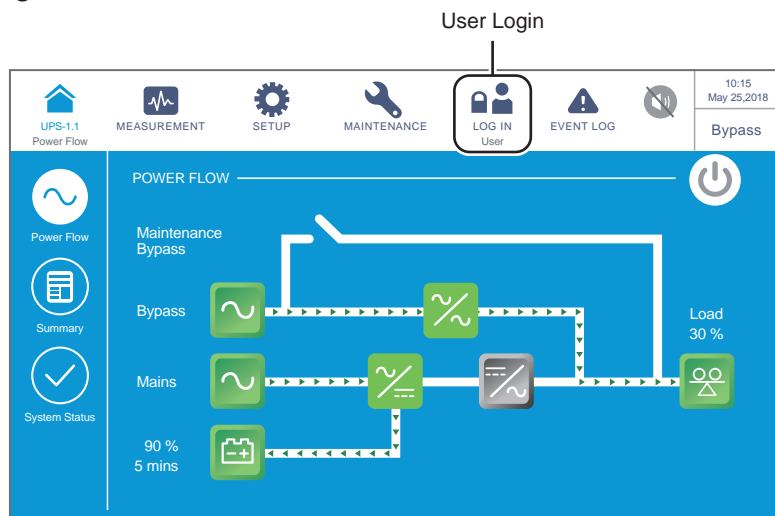 User Login
10:15
May 25,2018
UPS-1.1
MEASUREMENT
SETUP
MAINTENANCE
LOG IN
EVENT LOG
Power Flow
User
Bypass
POWER FLOW
Power Flow
Maintenance
Bypass
Bypass
Load
30 %
Summary
Mains
System Status
90 %
5 mins